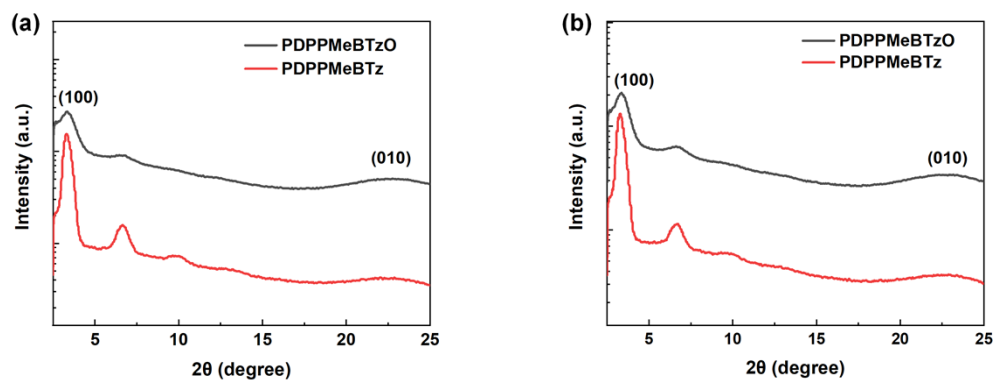 (a)
PDPPMeBTzO
PDPPMeBTz
(100)
(010)
Intensity (a.u.)
5
10
15
20
25
2θ (degree)
(b)
PDPPMeBTzO
PDPPMeBTz
(100)
(010)
Intensity (a.u.)
5
10
15
20
25
2θ (degree)